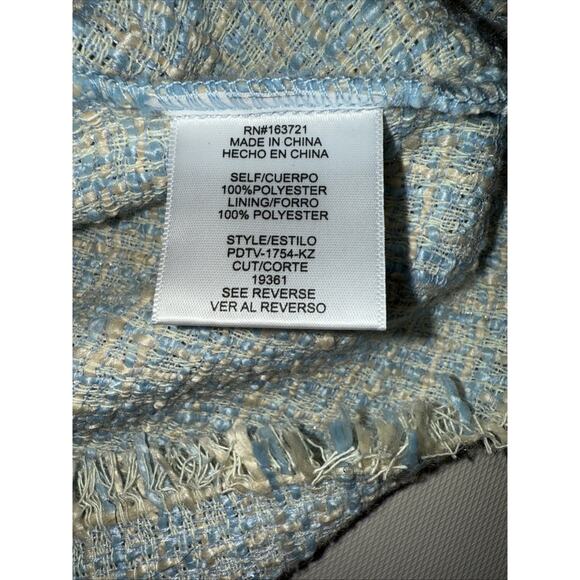 RN#163721
MADE IN CHINA
HECHO EN CHINA
SELF/CUERPO
100%POLYESTER
LINING/FORRO
100% POLYESTER
STYLE/ESTILO
PDTV-1754-KZ
CUT/CORTE
19361
SEE REVERSE
VER AL REVERSO